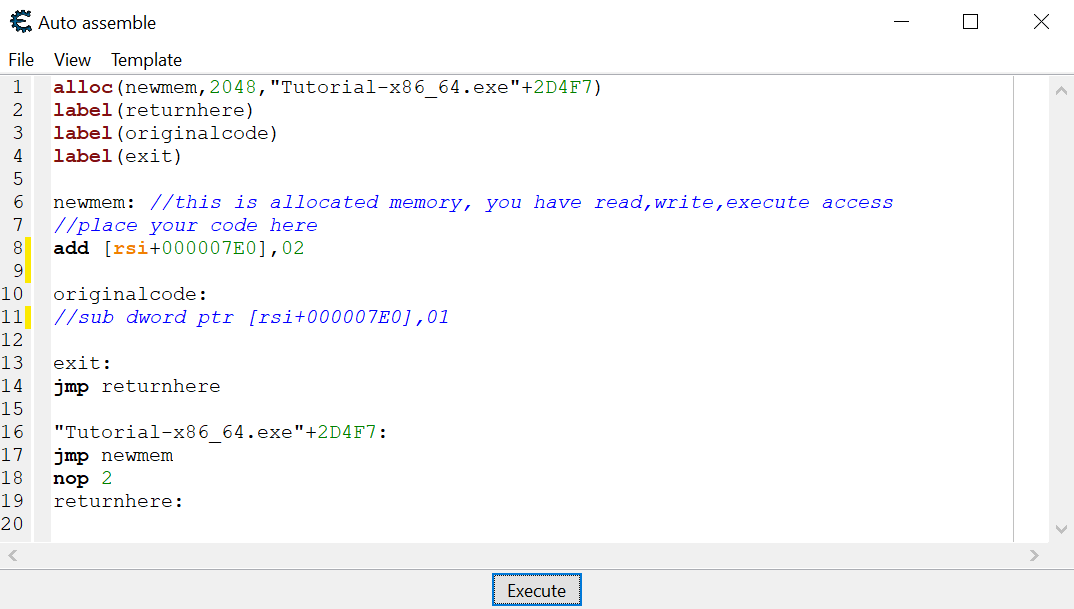 Auto assemble
File View Template
1 alloc(newmem,2048,"Tutorial-x86_64.exe"+2D4F7)
2 label(returnhere)
3 label(originalcode)
4 label(exit)
5
6 newmem: //this is allocated memory, you have read,write,execute access
7 //place your code here
8 add [rsi+000007E0],02
9
10 originalcode:
11 //sub dword ptr [rsi+000007E0],01
12
13 exit:
14 jmp returnhere
15
16 "Tutorial-x86_64.exe"+2D4F7:
17 jmp newmem
18 nop 2
19 returnhere:
20
Execute